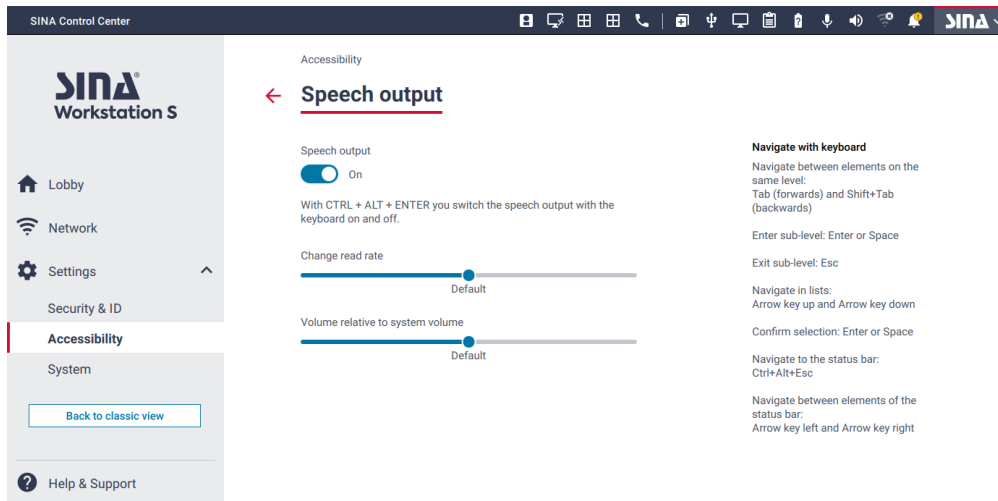 SINA Control Center
SINA
SINA
Workstation S
Lobby
Network
Settings
Security & ID
Accessibility
System
Back to classic view
Help & Support
Accessibility
Speech output
Speech output
On
With CTRL + ALT + ENTER you switch the speech output with the
keyboard on and off.
Change read rate
Default
Volume relative to system volume
Default
Navigate with keyboard
Navigate between elements on the
same level:
Tab (forwards) and Shift+Tab
(backwards)
Enter sub-level: Enter or Space
Exit sub-level: Esc
Navigate in lists:
Arrow key up and Arrow key down
Confirm selection: Enter or Space
Navigate to the status bar:
Ctrl+Alt+Esc
Navigate between elements of the
status bar:
Arrow key left and Arrow key right